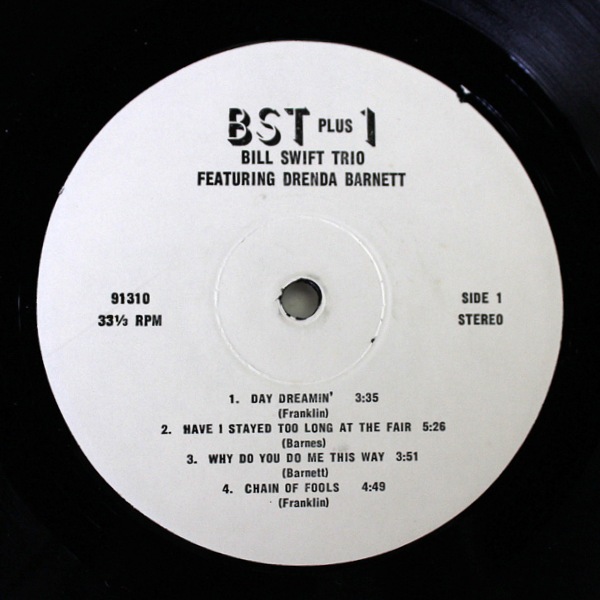 BST PLUS 1
BILL SWIFT TRIO
FEATURING DRENDA BARNETT
91310
33⅓ RPM
SIDE 1
STEREO
1. DAY DREAMIN' 3:35
(Franklin)
2. HAVE I STAYED TOO LONG AT THE FAIR 5:26
(Barnes)
3. WHY DO YOU DO ME THIS WAY 3:51
(Barnett)
4. CHAIN OF FOOLS 4:49
(Franklin)